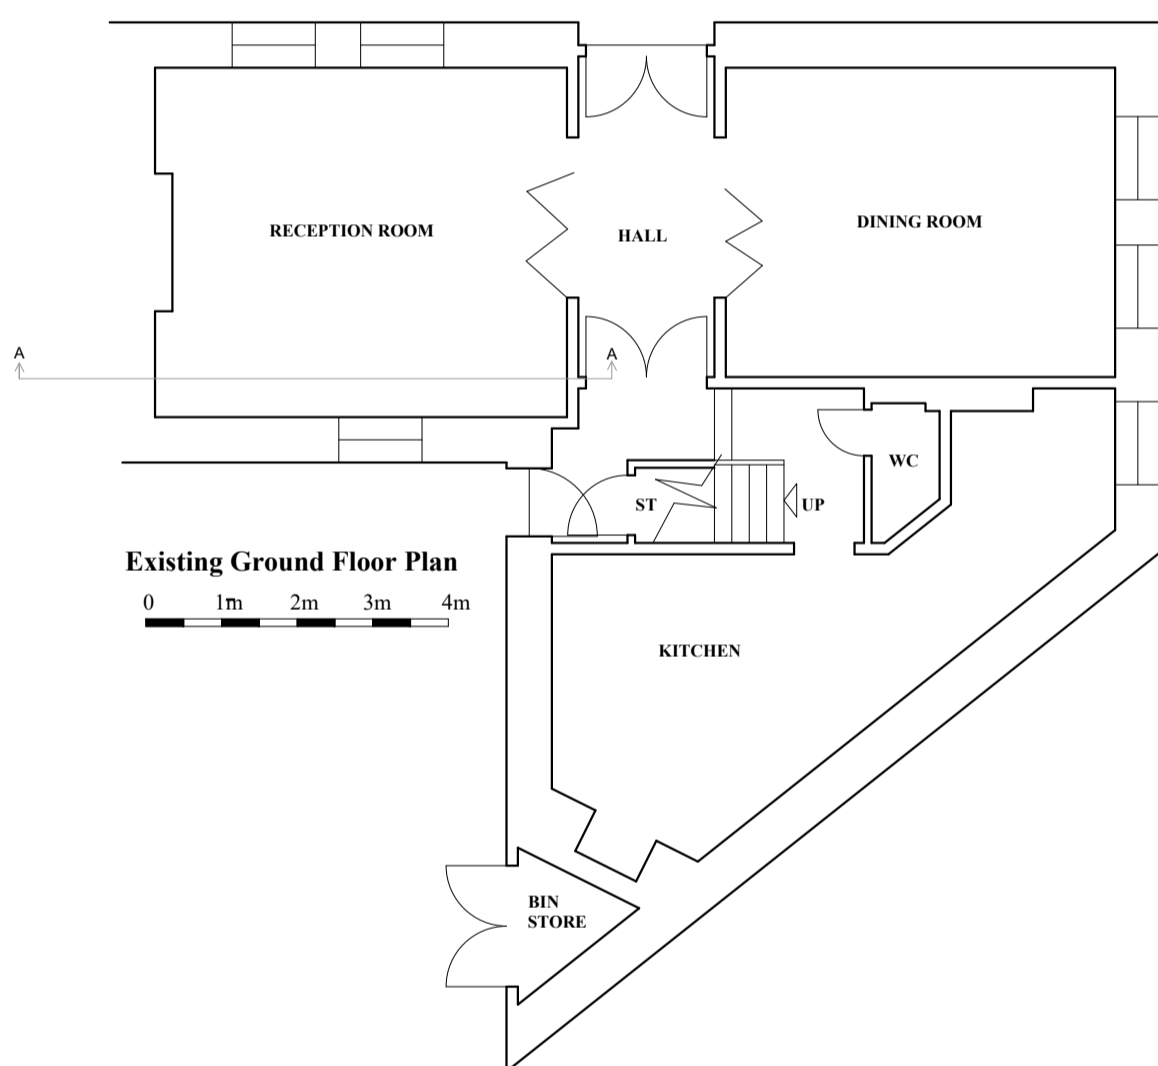 RECEPTION ROOM
HALL
DINING ROOM
A
A
WC
ST
UP
Existing Ground Floor Plan
0 1m 2m 3m 4m
KITCHEN
BIN
STORE